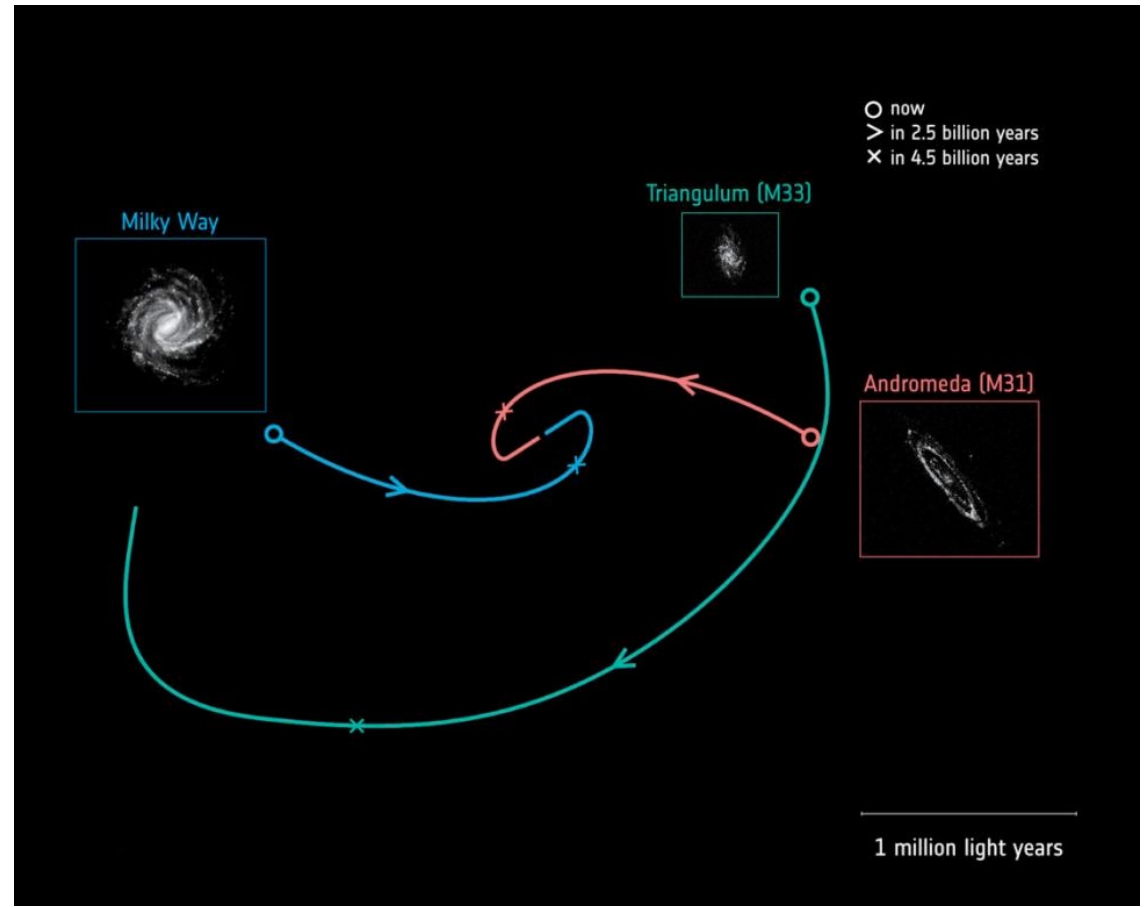 now
in 2.5 billion years
in 4.5 billion years
Triangulum (M33)
Milky Way
Andromeda (M31)
1 million light years